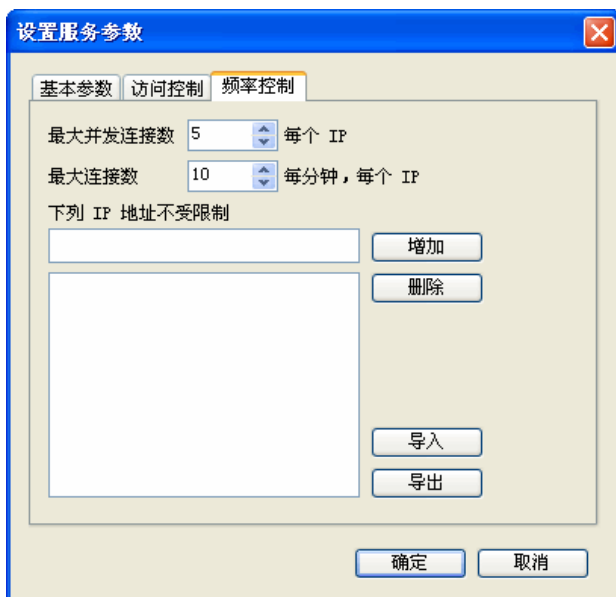 设置服务参数
基本参数 访问控制 频率控制
最大并发连接数 5 每个 IP
最大连接数 10 每分钟,每个 IP
下列 IP 地址不受限制
增加
删除
导入
导出
确定 取消